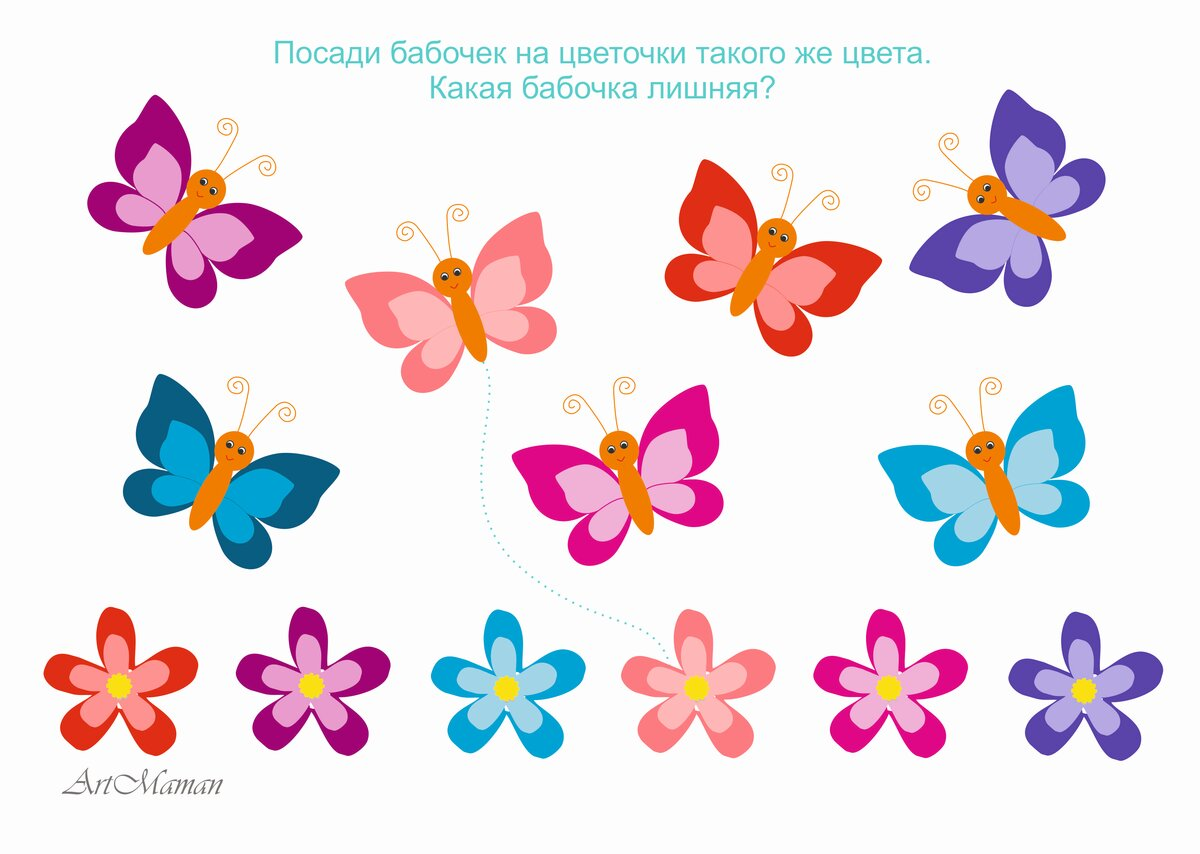 Посади бабочек на цветочки такого же цвета.
Какая бабочка лишняя?
ArtMaman